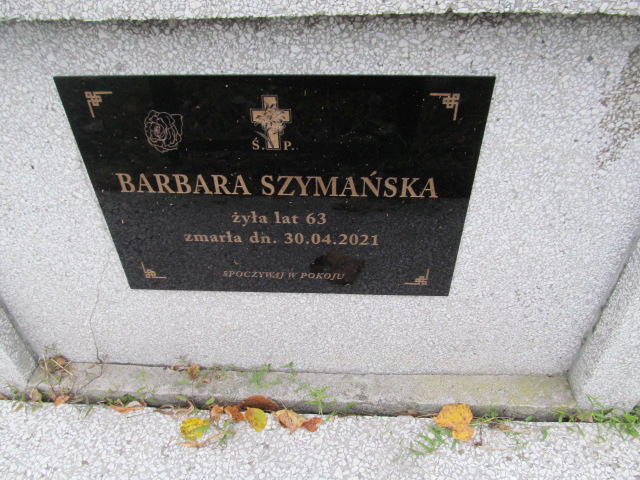 Ś. P.
BARBARA SZYMAŃSKA
żyła lat 63
zmarła dn. 30.04.2021
SPOCZYWAJ W POKOJU